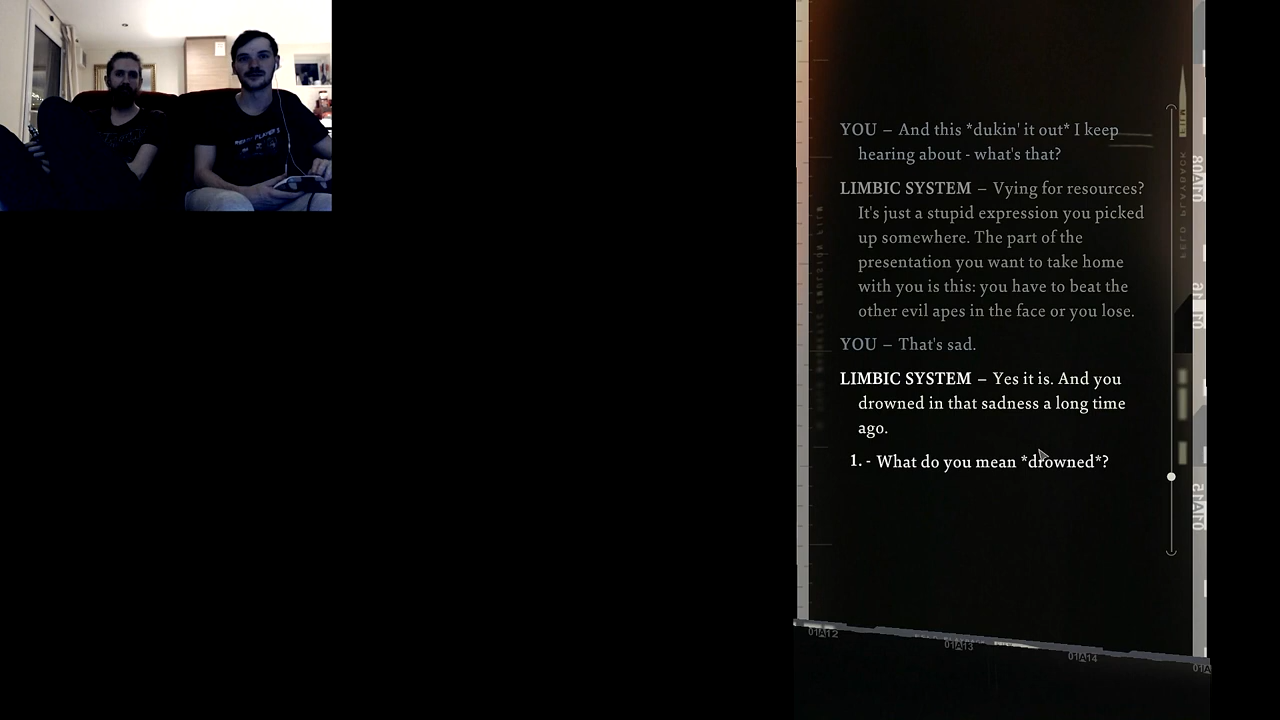 YOU – And this *dukin' it out* I keep
hearing about - what's that?
LIMBIC SYSTEM – Vying for resources?
It's just a stupid expression you picked
up somewhere. The part of the
presentation you want to take home
with you is this: you have to beat the
other evil apes in the face or you lose.
YOU – That's sad.
LIMBIC SYSTEM – Yes it is. And you
drowned in that sadness a long time
ago.
1. - What do you mean *drowned*?
01A12
01A13
01A14